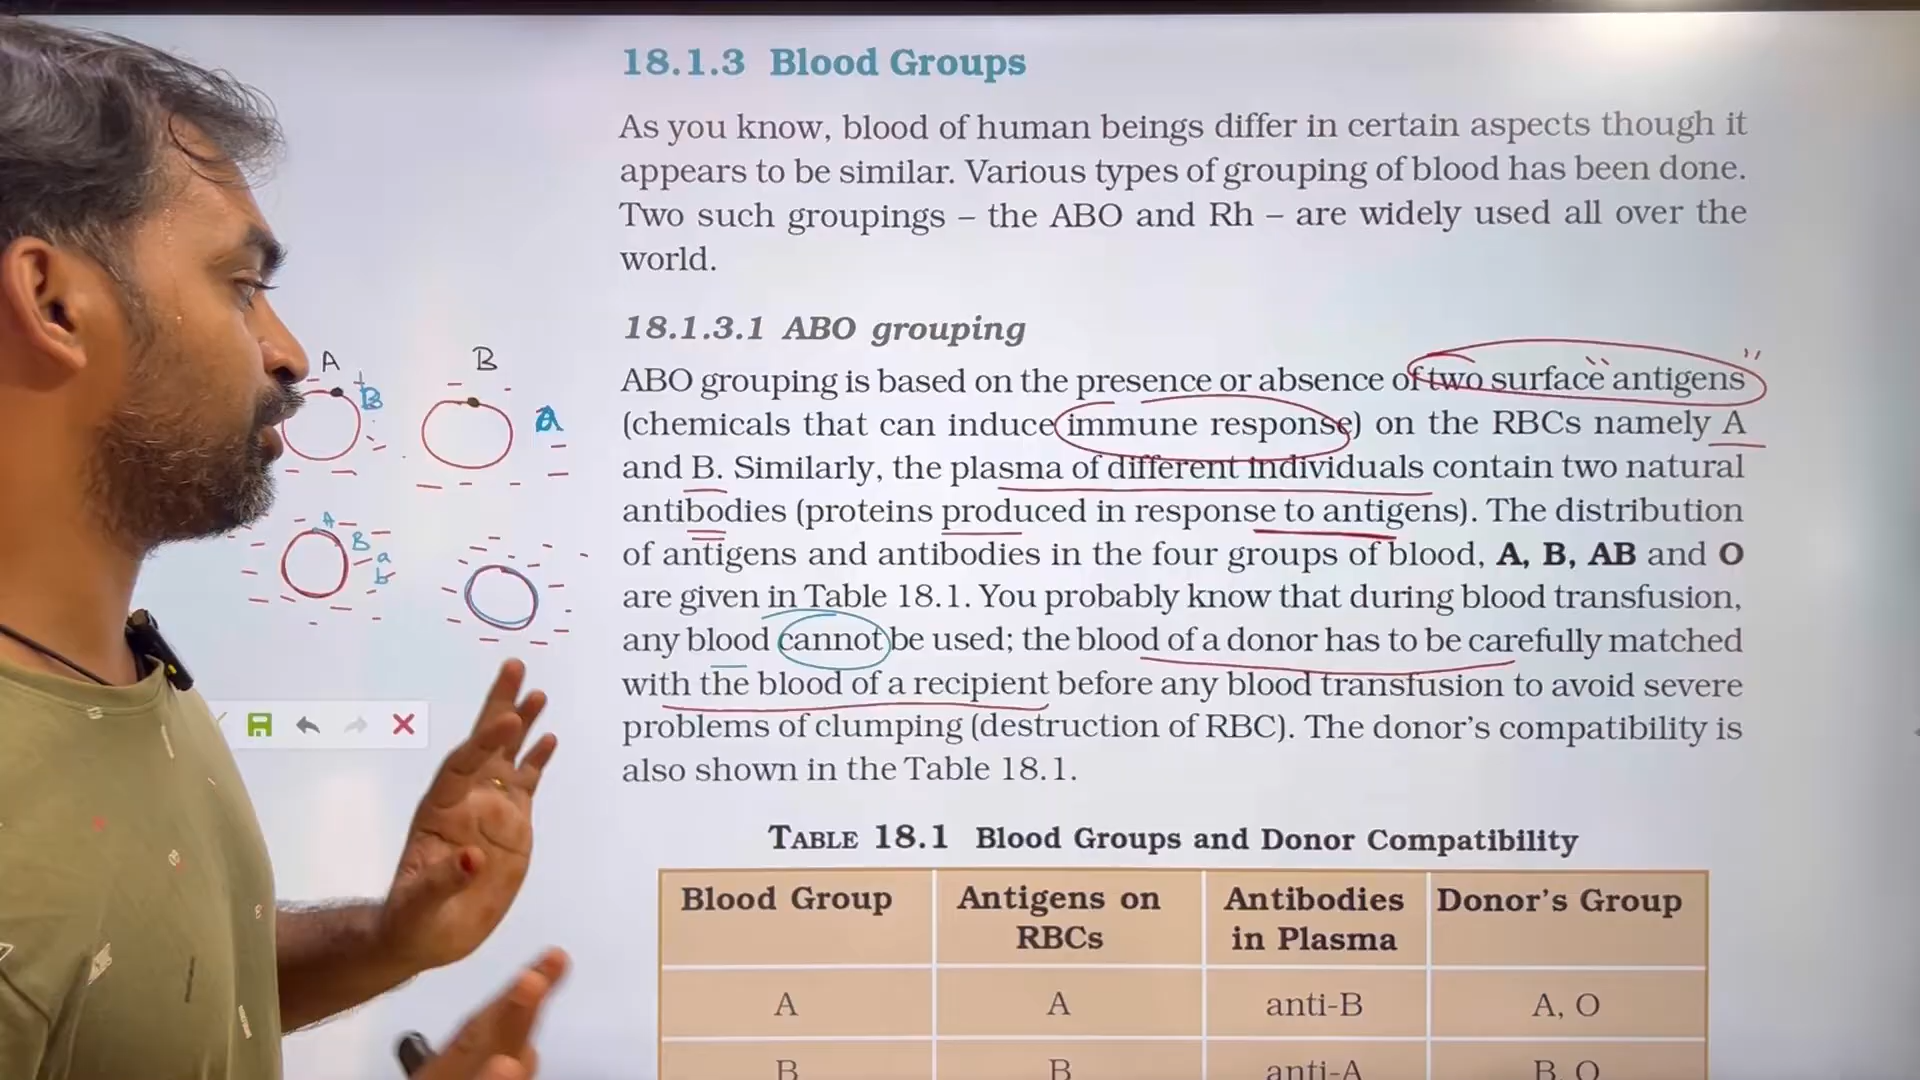 18.1.3 Blood Groups
As you know, blood of human beings differ in certain aspects though it
appears to be similar. Various types of grouping of blood has been done.
Two such groupings – the ABO and Rh – are widely used all over the
world.
18.1.3.1 ABO grouping
ABO grouping is based on the presence or absence of two surface antigens
(chemicals that can induce immune response) on the RBCs namely A
and B. Similarly, the plasma of different individuals contain two natural
antibodies (proteins produced in response to antigens). The distribution
of antigens and antibodies in the four groups of blood, A, B, AB and O
are given in Table 18.1. You probably know that during blood transfusion,
any blood cannot be used; the blood of a donor has to be carefully matched
with the blood of a recipient before any blood transfusion to avoid severe
problems of clumping (destruction of RBC). The donor's compatibility is
also shown in the Table 18.1.
TABLE 18.1 Blood Groups and Donor Compatibility
Blood Group Antigens on RBCs Antibodies in Plasma Donor's Group
A A anti-B A, O
B B anti-A B, O
A B
B a
A
B
a
b